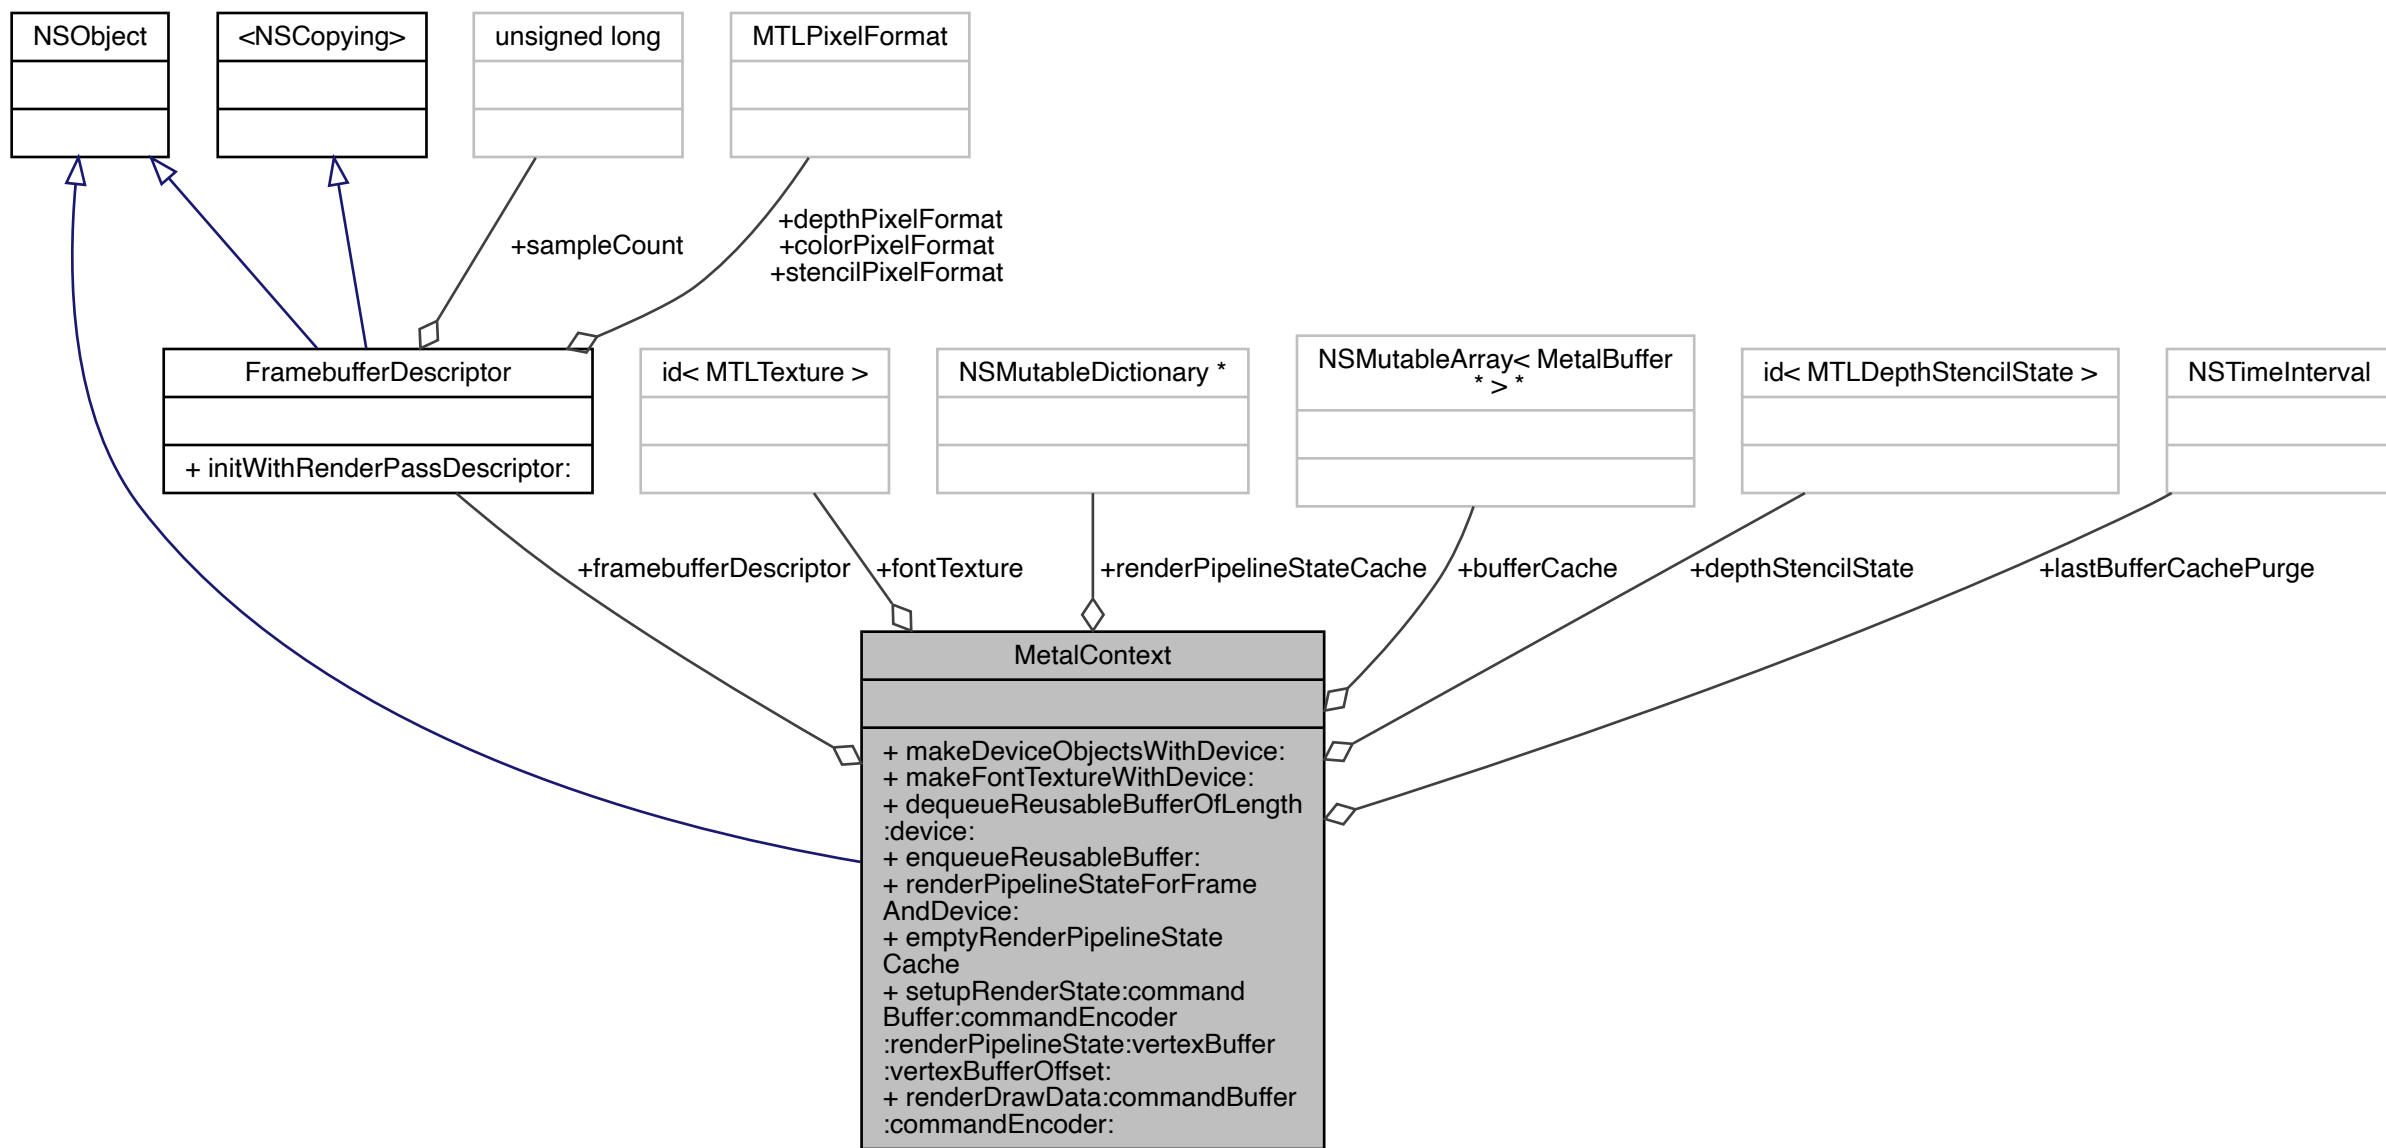 NSObject
<NSCopying>
unsigned long
MTLPixelFormat
+sampleCount
+depthPixelFormat
+colorPixelFormat
+stencilPixelFormat
FramebufferDescriptor
+ initWithRenderPassDescriptor:
id< MTLTexture >
NSMutableDictionary *
NSMutableArray< MetalBuffer
* > *
id< MTLDepthStencilState >
NSTimeInterval
+framebufferDescriptor
+fontTexture
+renderPipelineStateCache
+bufferCache
+depthStencilState
+lastBufferCachePurge
MetalContext
+ makeDeviceObjectsWithDevice:
+ makeFontTextureWithDevice:
+ dequeueReusableBufferOfLength
:device:
+ enqueueReusableBuffer:
+ renderPipelineStateForFrame
AndDevice:
+ emptyRenderPipelineState
Cache
+ setupRenderState:command
Buffer:commandEncoder
:renderPipelineState:vertexBuffer
:vertexBufferOffset:
+ renderDrawData:commandBuffer
:commandEncoder: